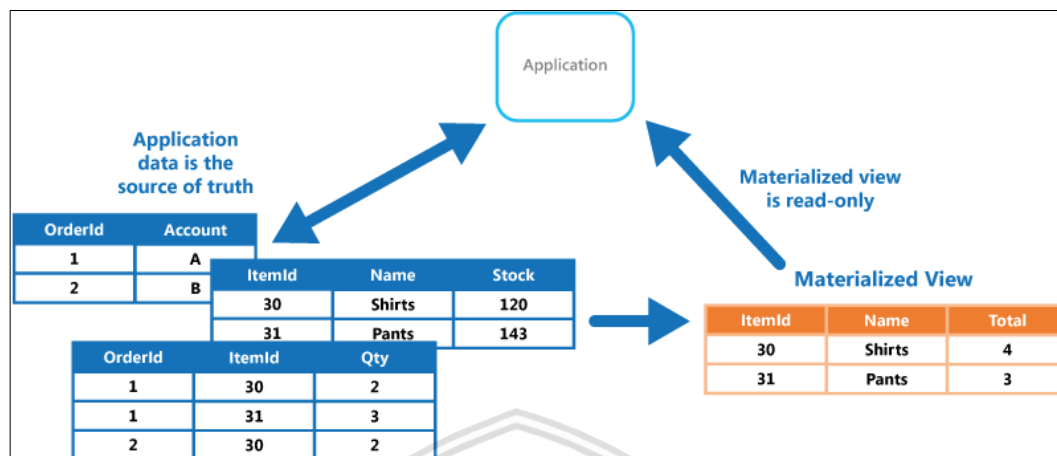 Application
Application
data is the
source of truth
Materialized view
is read-only
OrderId Account
1 A
2 B
ItemId Name Stock
30 Shirts 120
31 Pants 143
OrderId ItemId Qty
1 30 2
1 31 3
2 30 2
Materialized View
ItemId Name Total
30 Shirts 4
31 Pants 3